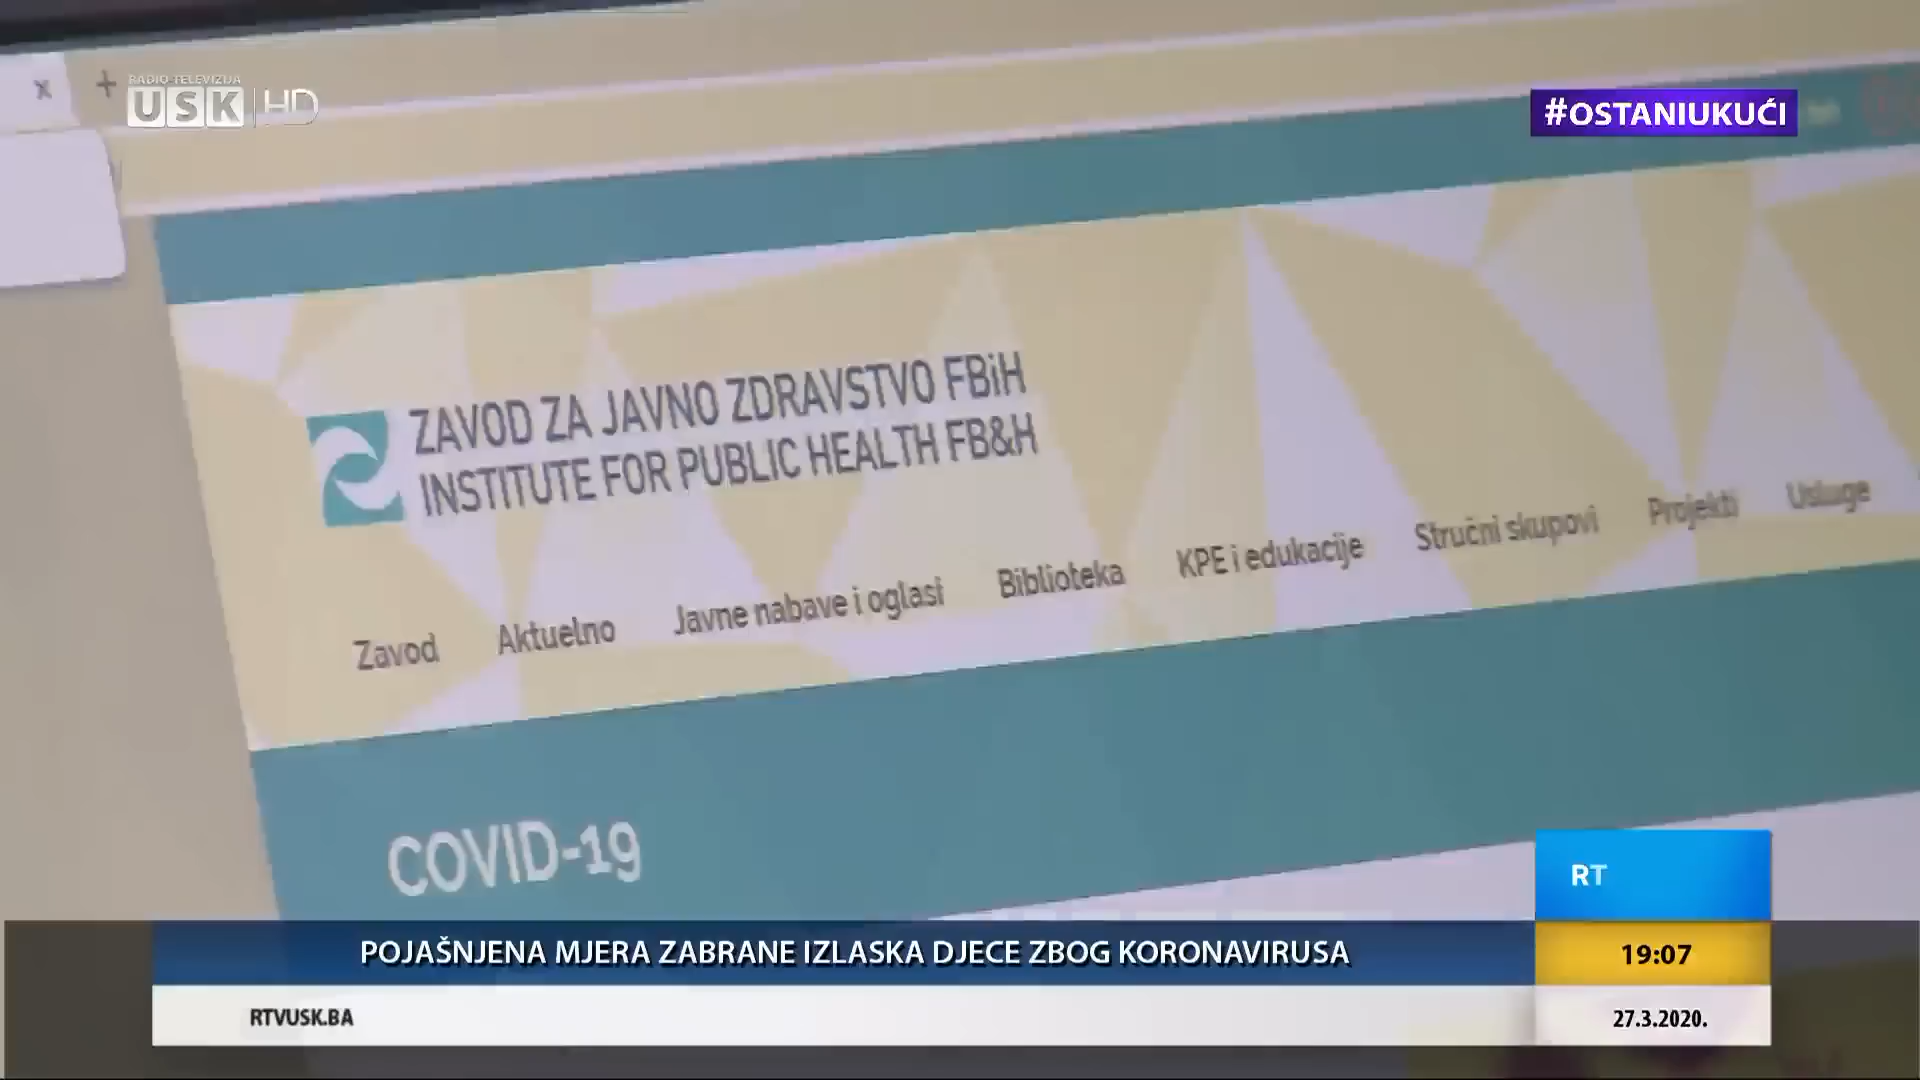 RADIO-TELEVIZIJA
USK HD
#OSTANIUKUĆI
ZAVOD ZA JAVNO ZDRAVSTVO FBiH
INSTITUTE FOR PUBLIC HEALTH FB&H
Zavod Aktuelno Javne nabave i oglasi Biblioteka KPE i edukacije Stručni skupovi Projekti Usluge
COVID-19
RT
POJAŠNJENA MJERA ZABRANE IZLASKA DJECE ZBOG KORONAVIRUSA
19:07
RTVUSK.BA
27.3.2020.